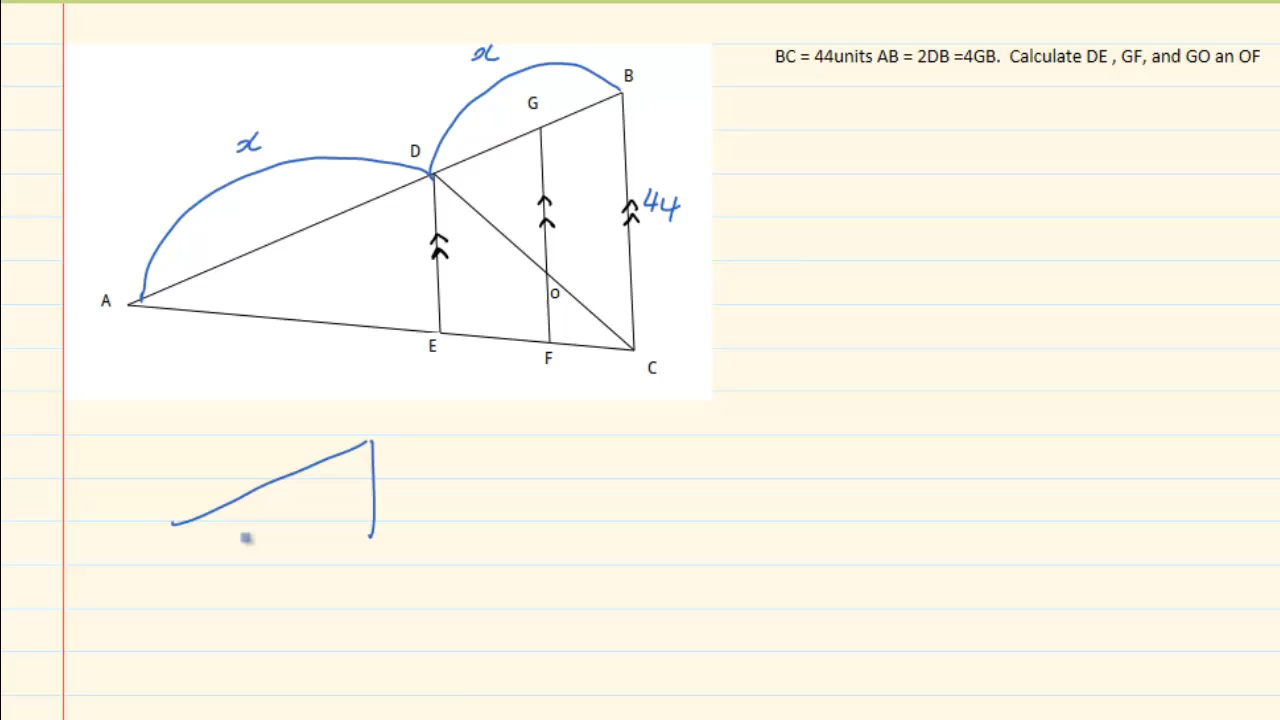 BC = 44units AB = 2DB =4GB. Calculate DE , GF, and GO an OF
x
B
G
x
D
44
A
O
E
F
C